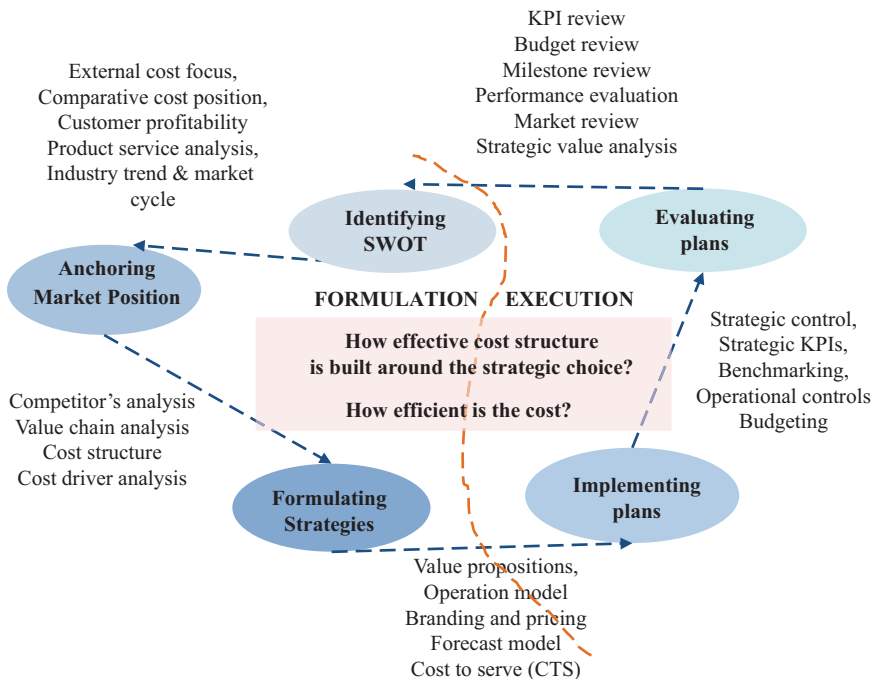 KPI review
Budget review
Milestone review
Performance evaluation
Market review
Strategic value analysis
External cost focus,
Comparative cost position,
Customer profitability
Product service analysis,
Industry trend & market
cycle
Identifying
SWOT
Evaluating
plans
Anchoring
Market Position
FORMULATION
EXECUTION
How effective cost structure
is built around the strategic choice?
How efficient is the cost?
Strategic control,
Strategic KPIs,
Benchmarking,
Operational controls
Budgeting
Competitor’s analysis
Value chain analysis
Cost structure
Cost driver analysis
Formulating
Strategies
Implementing
plans
Value propositions,
Operation model
Branding and pricing
Forecast model
Cost to serve (CTS)